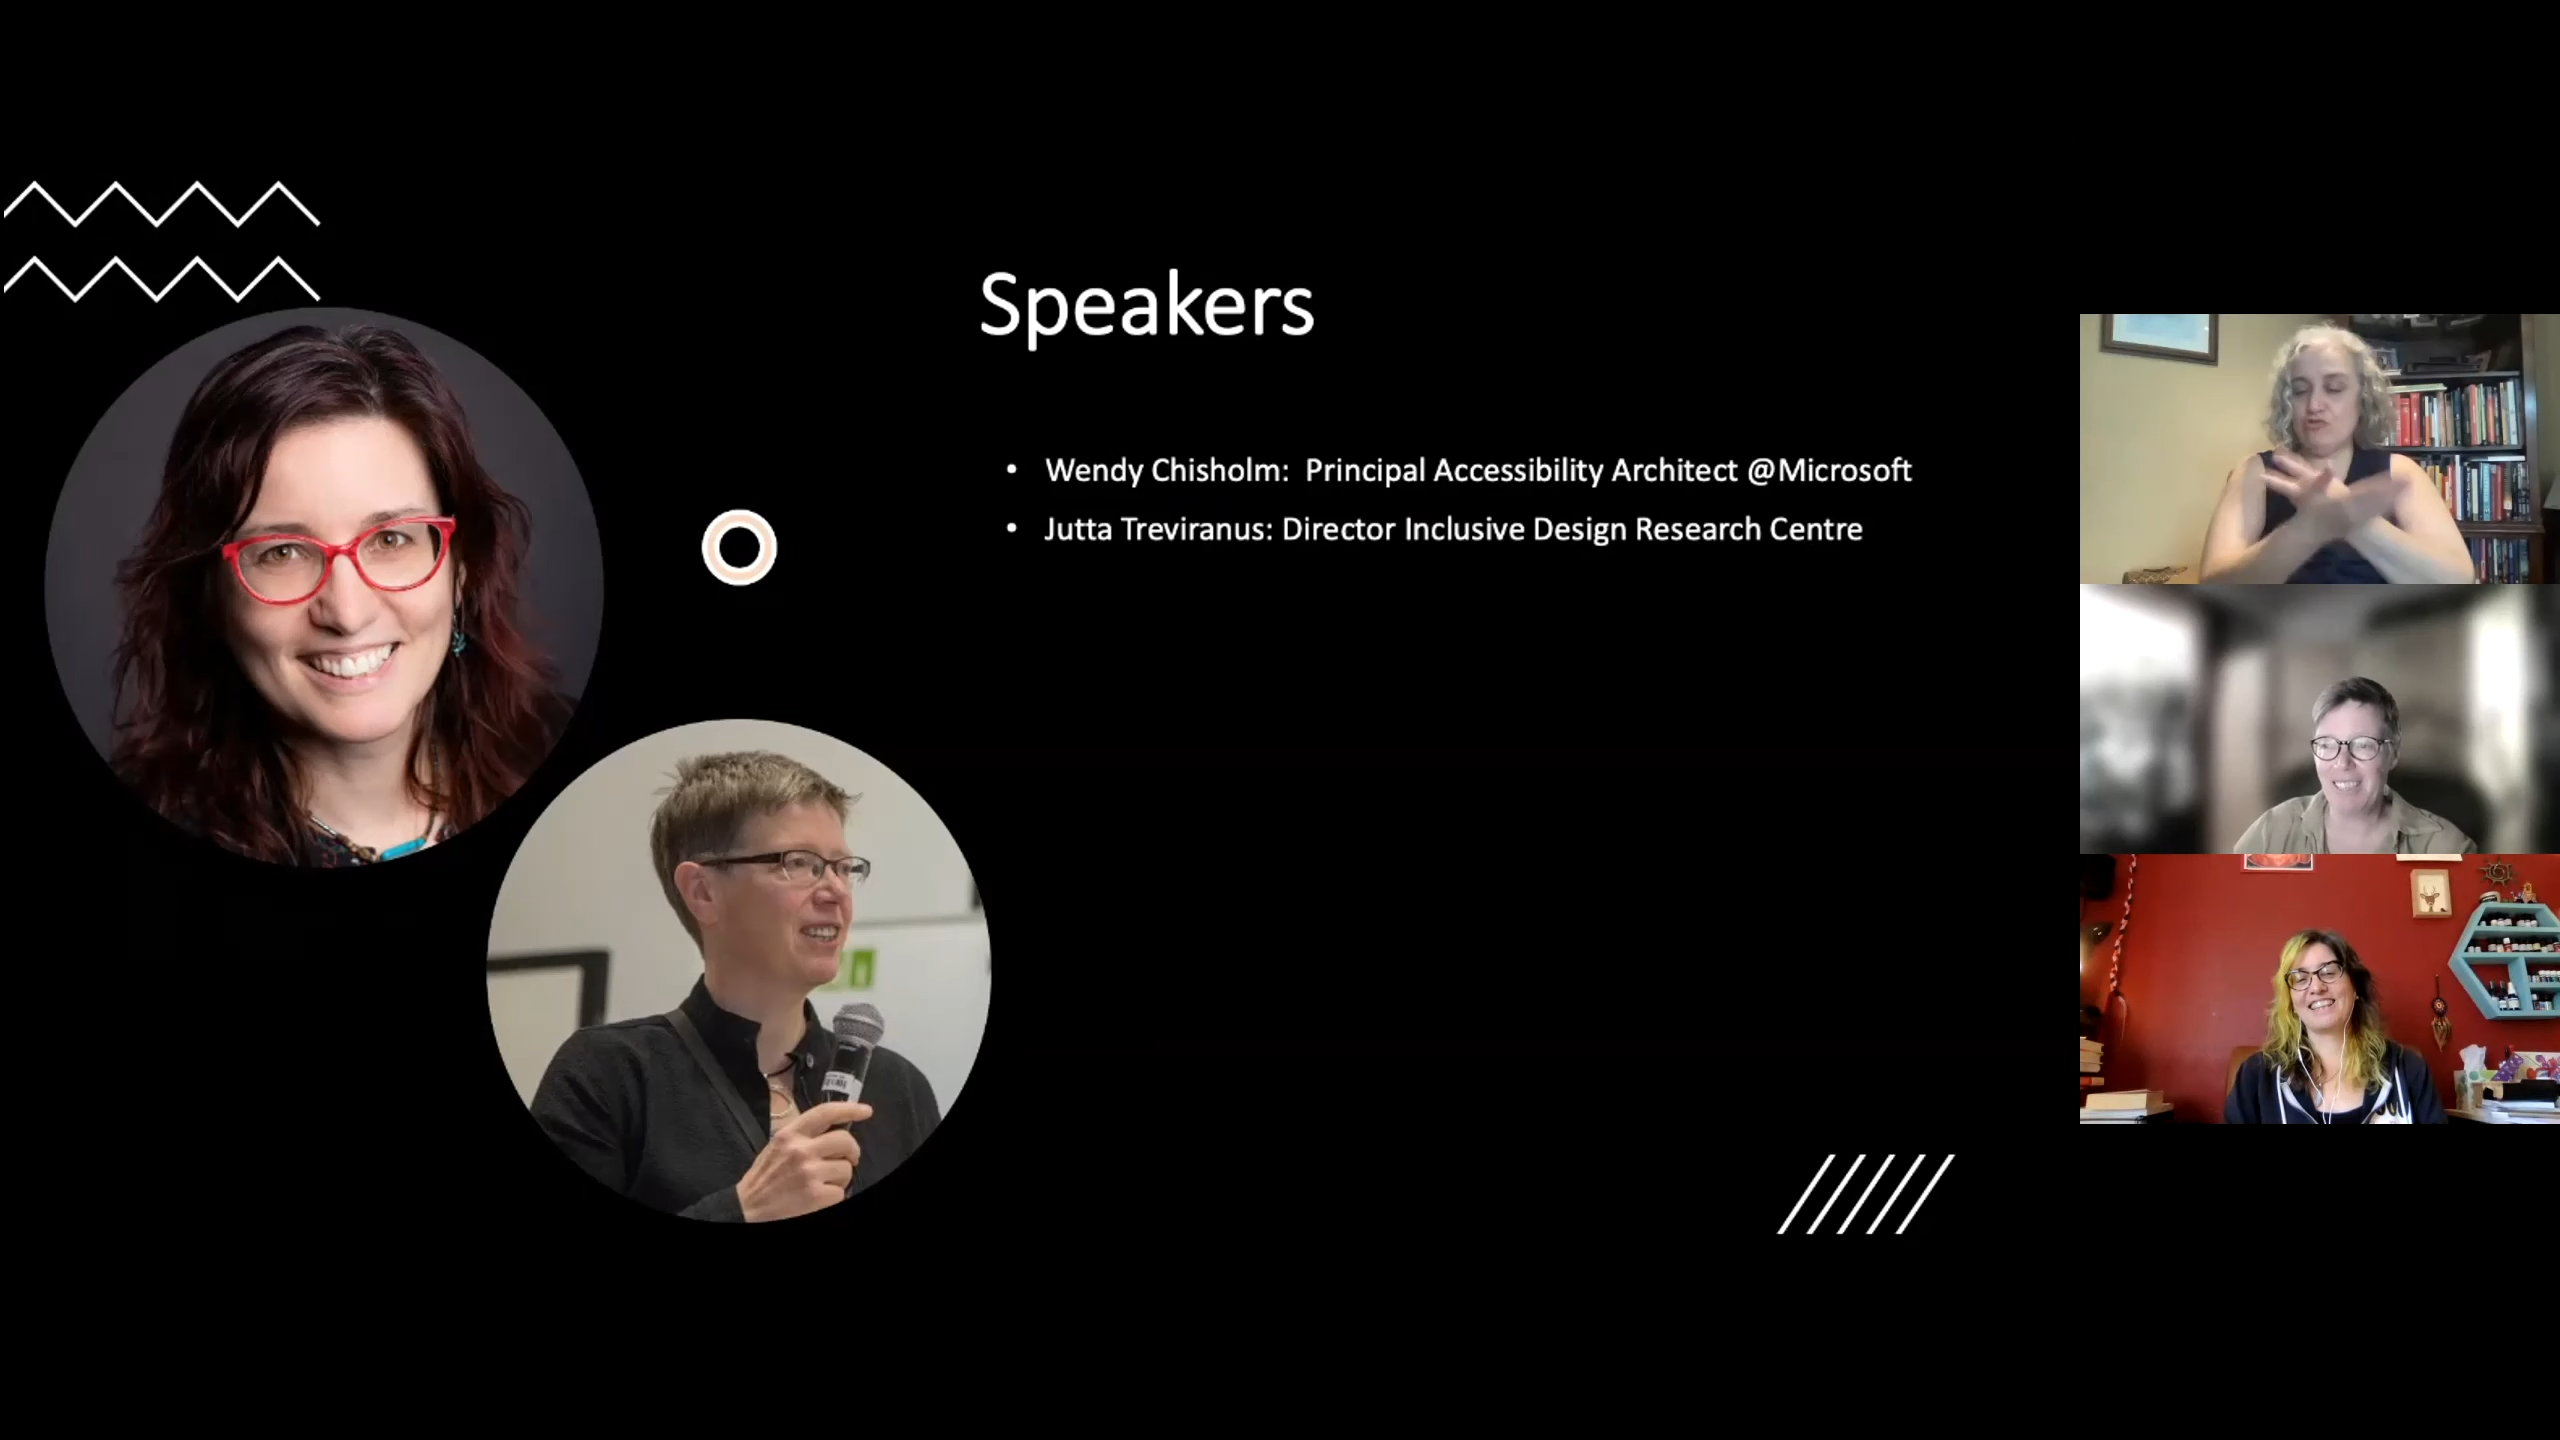 Speakers
• Wendy Chisholm:  Principal Accessibility Architect @Microsoft
• Jutta Treviranus: Director Inclusive Design Research Centre